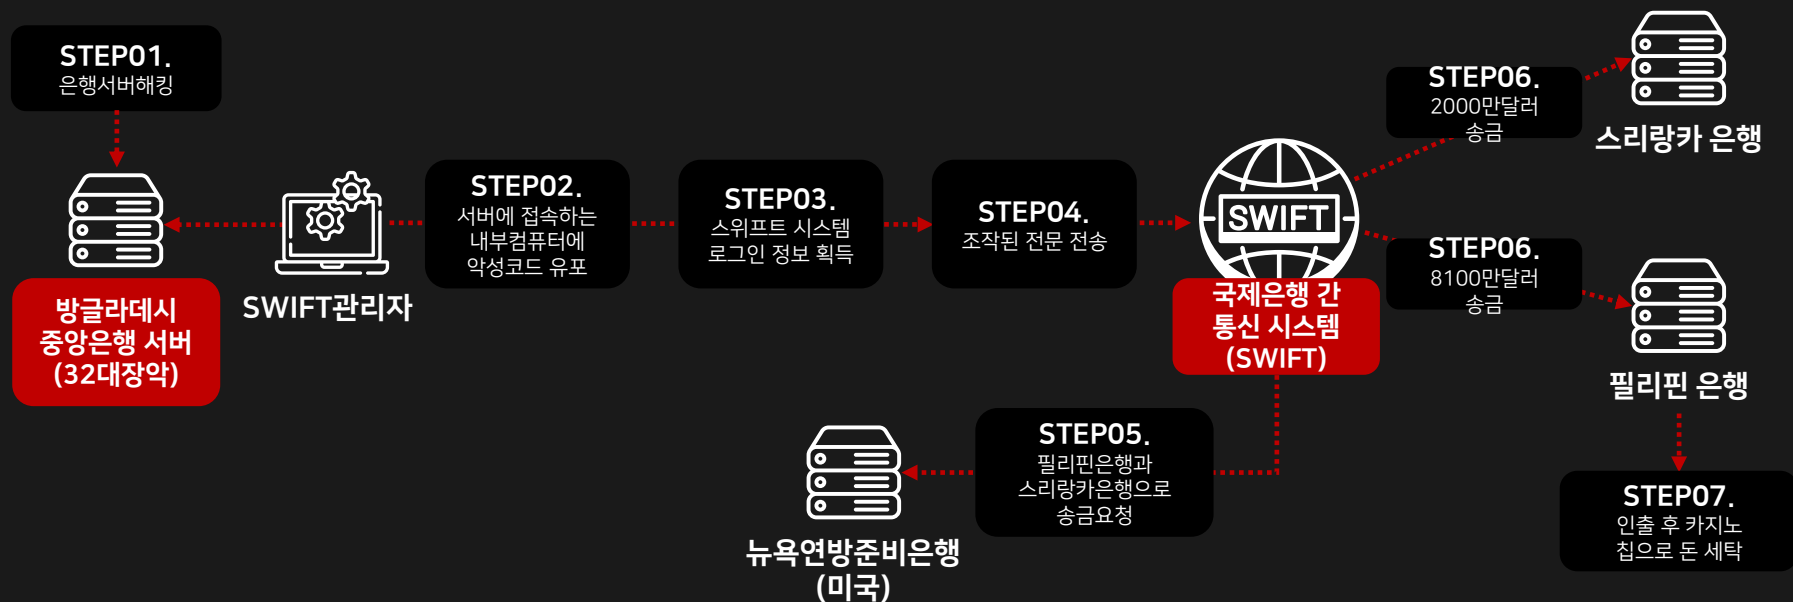 STEP01.
은행서버해킹
방글라데시
중앙은행 서버
(32대장악)
SWIFT관리자
STEP02.
서버에 접속하는
내부컴퓨터에
악성코드 유포
STEP03.
스위프트 시스템
로그인 정보 획득
STEP04.
조작된 전문 전송
SWIFT
국제은행 간
통신 시스템
(SWIFT)
STEP05.
필리핀은행과
스리랑카은행으로
송금요청
뉴욕연방준비은행
(미국)
STEP06.
2000만달러
송금
스리랑카 은행
STEP06.
8100만달러
송금
필리핀 은행
STEP07.
인출 후 카지노
칩으로 돈 세탁